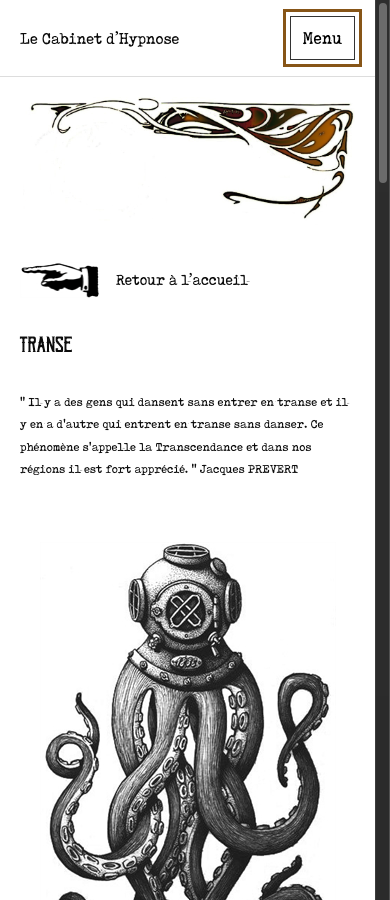 Le Cabinet d'Hypnose
Menu
Retour à l'accueil
TRANSE
" Il y a des gens qui dansent sans entrer en transe et il
y en a d'autre qui entrent en transe sans danser. Ce
phénomène s'appelle la Transcendance et dans nos
régions il est fort apprécié. " Jacques PREVERT